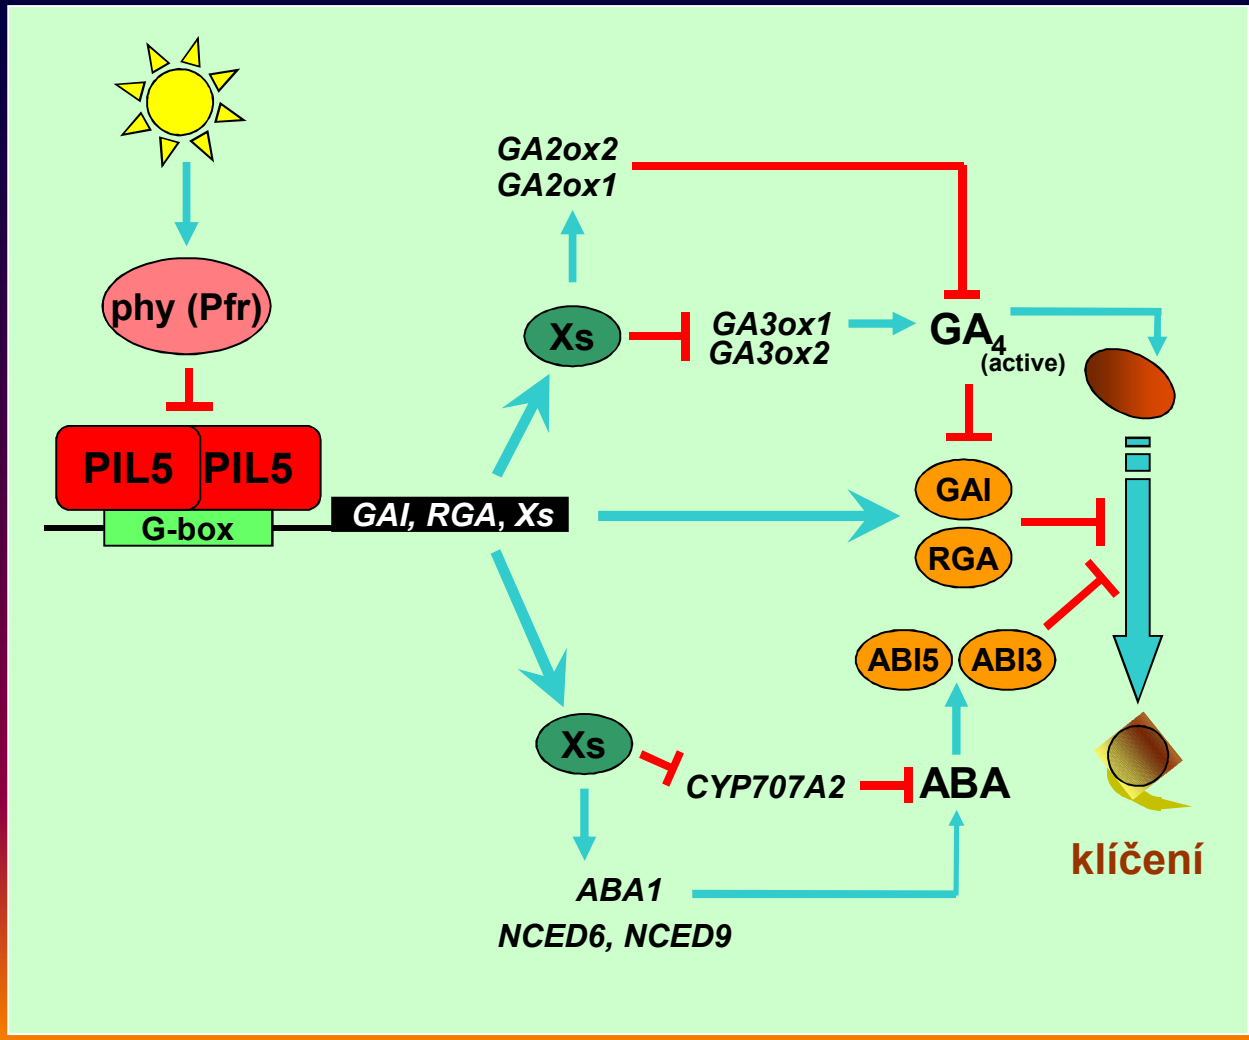 GA2ox2
GA2ox1
phy (Pfr)
Xs
GA3ox1
GA3ox2
GA4
(active)
PIL5 PIL5
GAI
G-box
GAI, RGA, Xs
RGA
ABI5 ABI3
Xs
CYP707A2
ABA
klíčení
ABA1
NCED6, NCED9